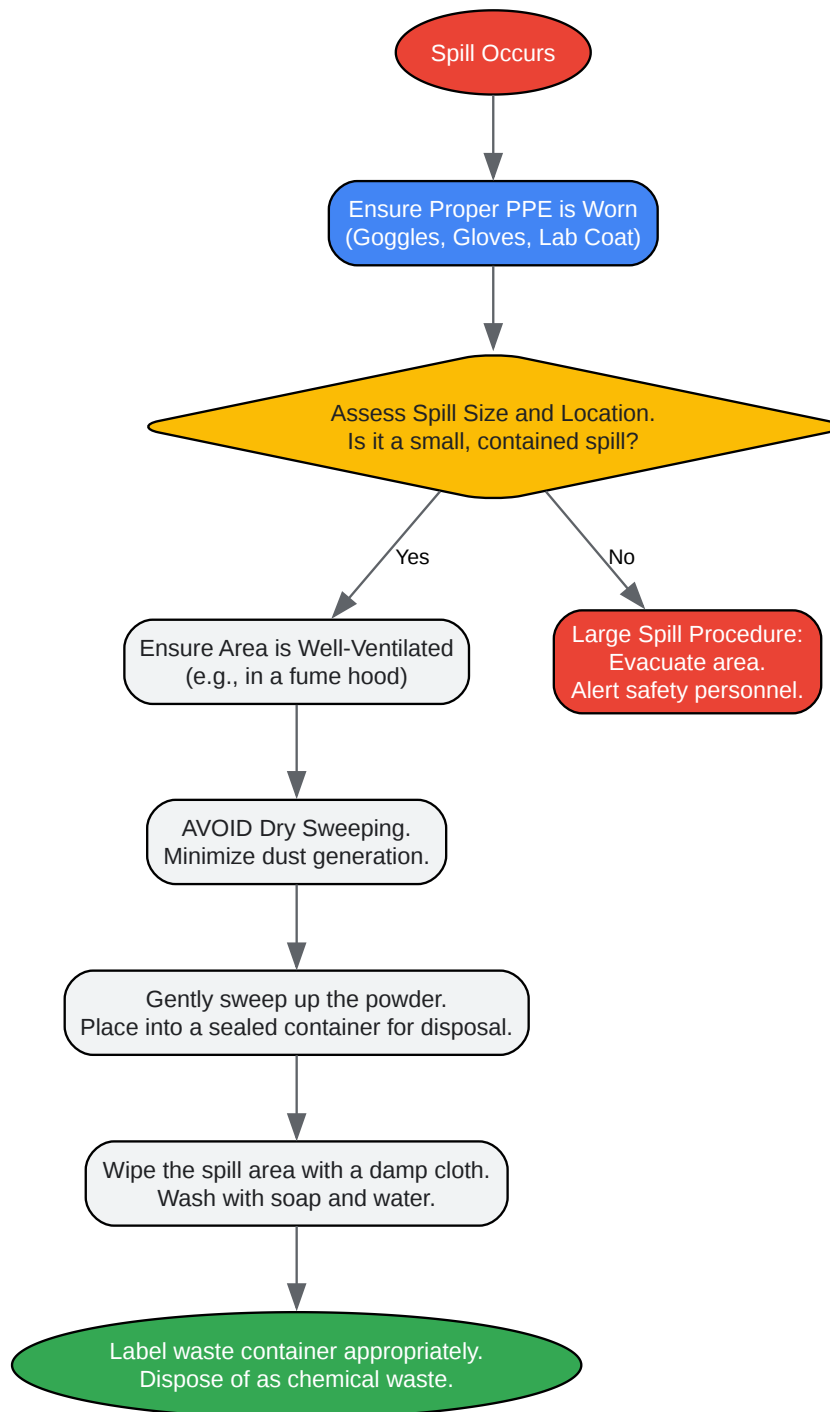 Spill Occurs
Ensure Proper PPE is Worn
(Goggles, Gloves, Lab Coat)
Assess Spill Size and Location.
Is it a small, contained spill?
Yes
No
Ensure Area is Well-Ventilated
(e.g., in a fume hood)
Large Spill Procedure:
Evacuate area.
Alert safety personnel.
AVOID Dry Sweeping.
Minimize dust generation.
Gently sweep up the powder.
Place into a sealed container for disposal.
Wipe the spill area with a damp cloth.
Wash with soap and water.
Label waste container appropriately.
Dispose of as chemical waste.